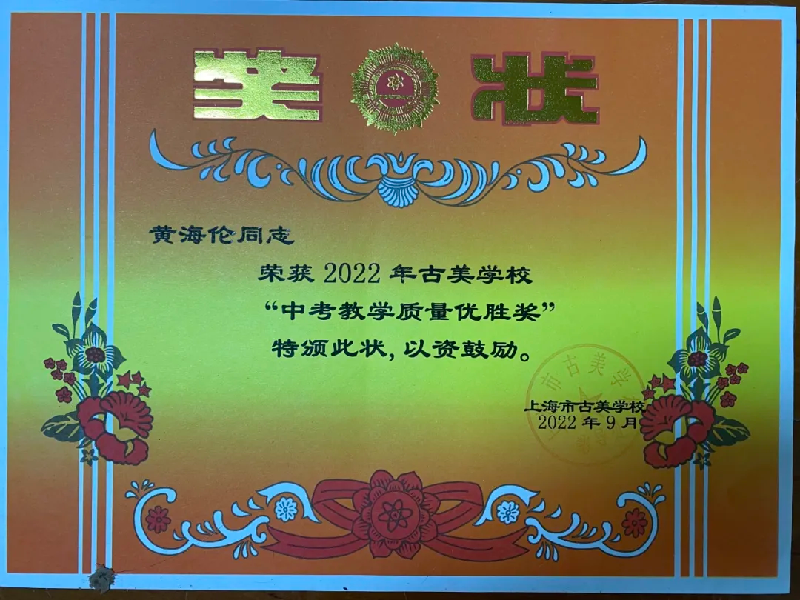 奖状
黄海伦同志
荣获 2022 年古美学校
“中考教学质量优胜奖”
特颁此状，以资鼓励。
市古美学
上海市古美学校
2022 年 9 月